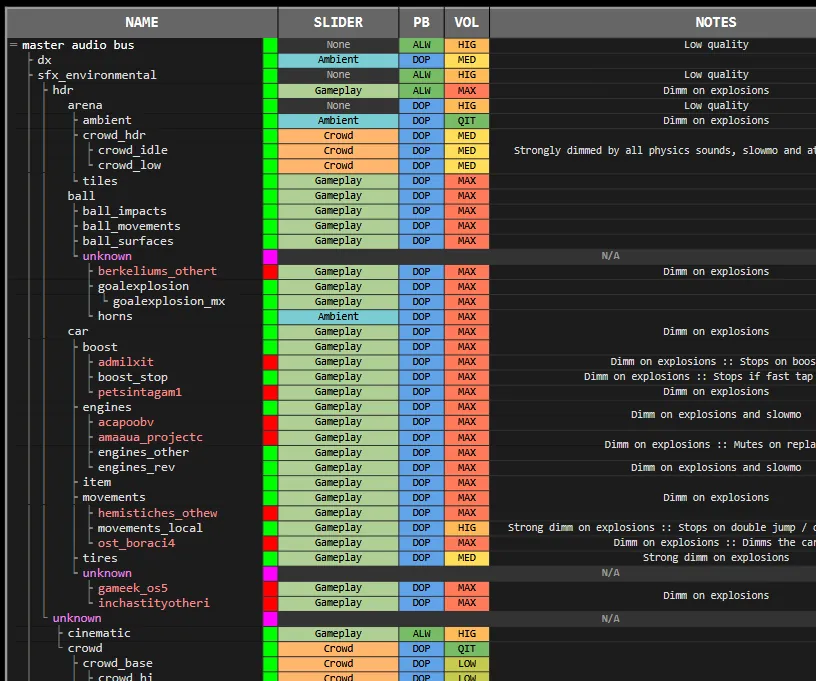 NAME SLIDER PB VOL NOTES
master audio bus None ALW HIG Low quality
dx Ambient DOP MED
sfx_environmental None ALW HIG Low quality
hdr Gameplay ALW MAX Dimm on explosions
arena None DOP HIG Low quality
ambient Ambient DOP QIT Dimm on explosions
crowd_hdr Crowd DOP MED
crowd_idle Crowd DOP MED Strongly dimmed by all physics sounds, slowmo and at
crowd_low Crowd DOP MED
tiles Gameplay DOP MAX
ball Gameplay DOP MAX
ball_impacts Gameplay DOP MAX
ball_movements Gameplay DOP MAX
ball_surfaces Gameplay DOP MAX
unknown N/A
berkeliums_othert Gameplay DOP MAX Dimm on explosions
goalexplosion Gameplay DOP MAX
goalexplosion_mx Gameplay DOP MAX
horns Ambient DOP MAX
car Gameplay DOP MAX Dimm on explosions
boost Gameplay DOP MAX
admilxit Gameplay DOP MAX Dimm on explosions :: Stops on boos
boost_stop Gameplay DOP MAX Dimm on explosions :: Stops if fast tap
petsintagam1 Gameplay DOP MAX Dimm on explosions
engines Gameplay DOP MAX
acapoobv Gameplay DOP MAX Dimm on explosions and slowmo
amaaua_projectc Gameplay DOP MAX
engines_other Gameplay DOP MAX Dimm on explosions :: Mutes on repla
engines_rev Gameplay DOP MAX Dimm on explosions and slowmo
item Gameplay DOP MAX
movements Gameplay DOP MAX Dimm on explosions
hemistiches_othew Gameplay DOP MAX
movements_local Gameplay DOP HIG Strong dimm on explosions :: Stops on double jump /
ost_boraci4 Gameplay DOP MAX Dimm on explosions :: Dimms the car
tires Gameplay DOP MED Strong dimm on explosions
unknown N/A
gameek_os5 Gameplay DOP MAX Dimm on explosions
inchastityotheri Gameplay DOP MAX
unknown N/A
cinematic Gameplay ALW HIG
crowd Crowd DOP QIT
crowd_base Crowd DOP LOW
crowd_hi Crowd DOP LOW